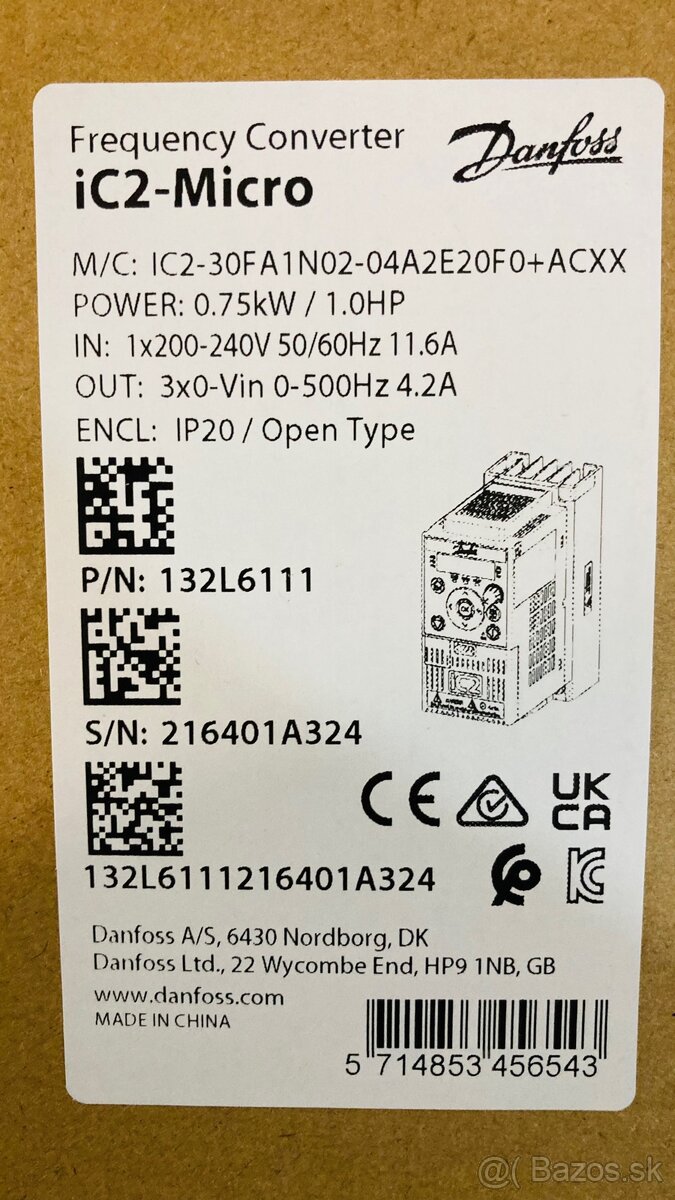 Frequency Converter
Danfoss
iC2-Micro
M/C: IC2-30FA1N02-04A2E20F0+ACXX
POWER: 0.75kW / 1.0HP
IN: 1x200-240V 50/60Hz 11.6A
OUT: 3x0-Vin 0-500Hz 4.2A
ENCL: IP20 / Open Type
P/N: 132L6111
OK
iC2
S/N: 216401A324
CE
UK
CA
132L6111216401A324
Danfoss A/S, 6430 Nordborg, DK
Danfoss Ltd., 22 Wycombe End, HP9 1NB, GB
www.danfoss.com
MADE IN CHINA
5 714853 456543
@( Bazos.sk